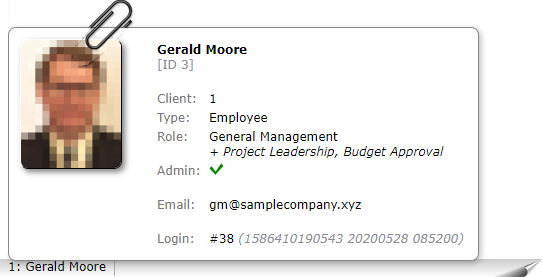 Gerald Moore
[ID 3]
Client: 1
Type: Employee
Role: General Management
+ Project Leadership, Budget Approval
Admin: ✔
Email: gm@samplecompany.xyz
Login: #38 (1586410190543 20200528 085200)
1: Gerald Moore